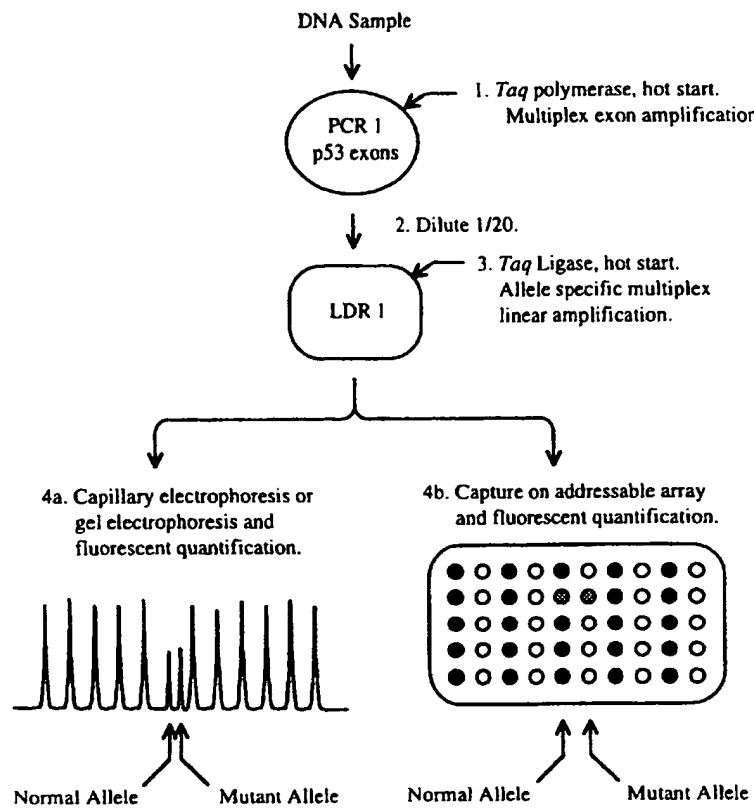 DNA Sample
1. Taq polymerase, hot start.
Multiplex exon amplification
PCR 1
p53 exons
2. Dilute 1/20.
3. Taq Ligase, hot start.
Allele specific multiplex
linear amplification.
LDR 1
4a. Capillary electrophoresis or
gel electrophoresis and
fluorescent quantification.
4b. Capture on addressable array
and fluorescent quantification.
Normal Allele
Mutant Allele
Normal Allele
Mutant Allele